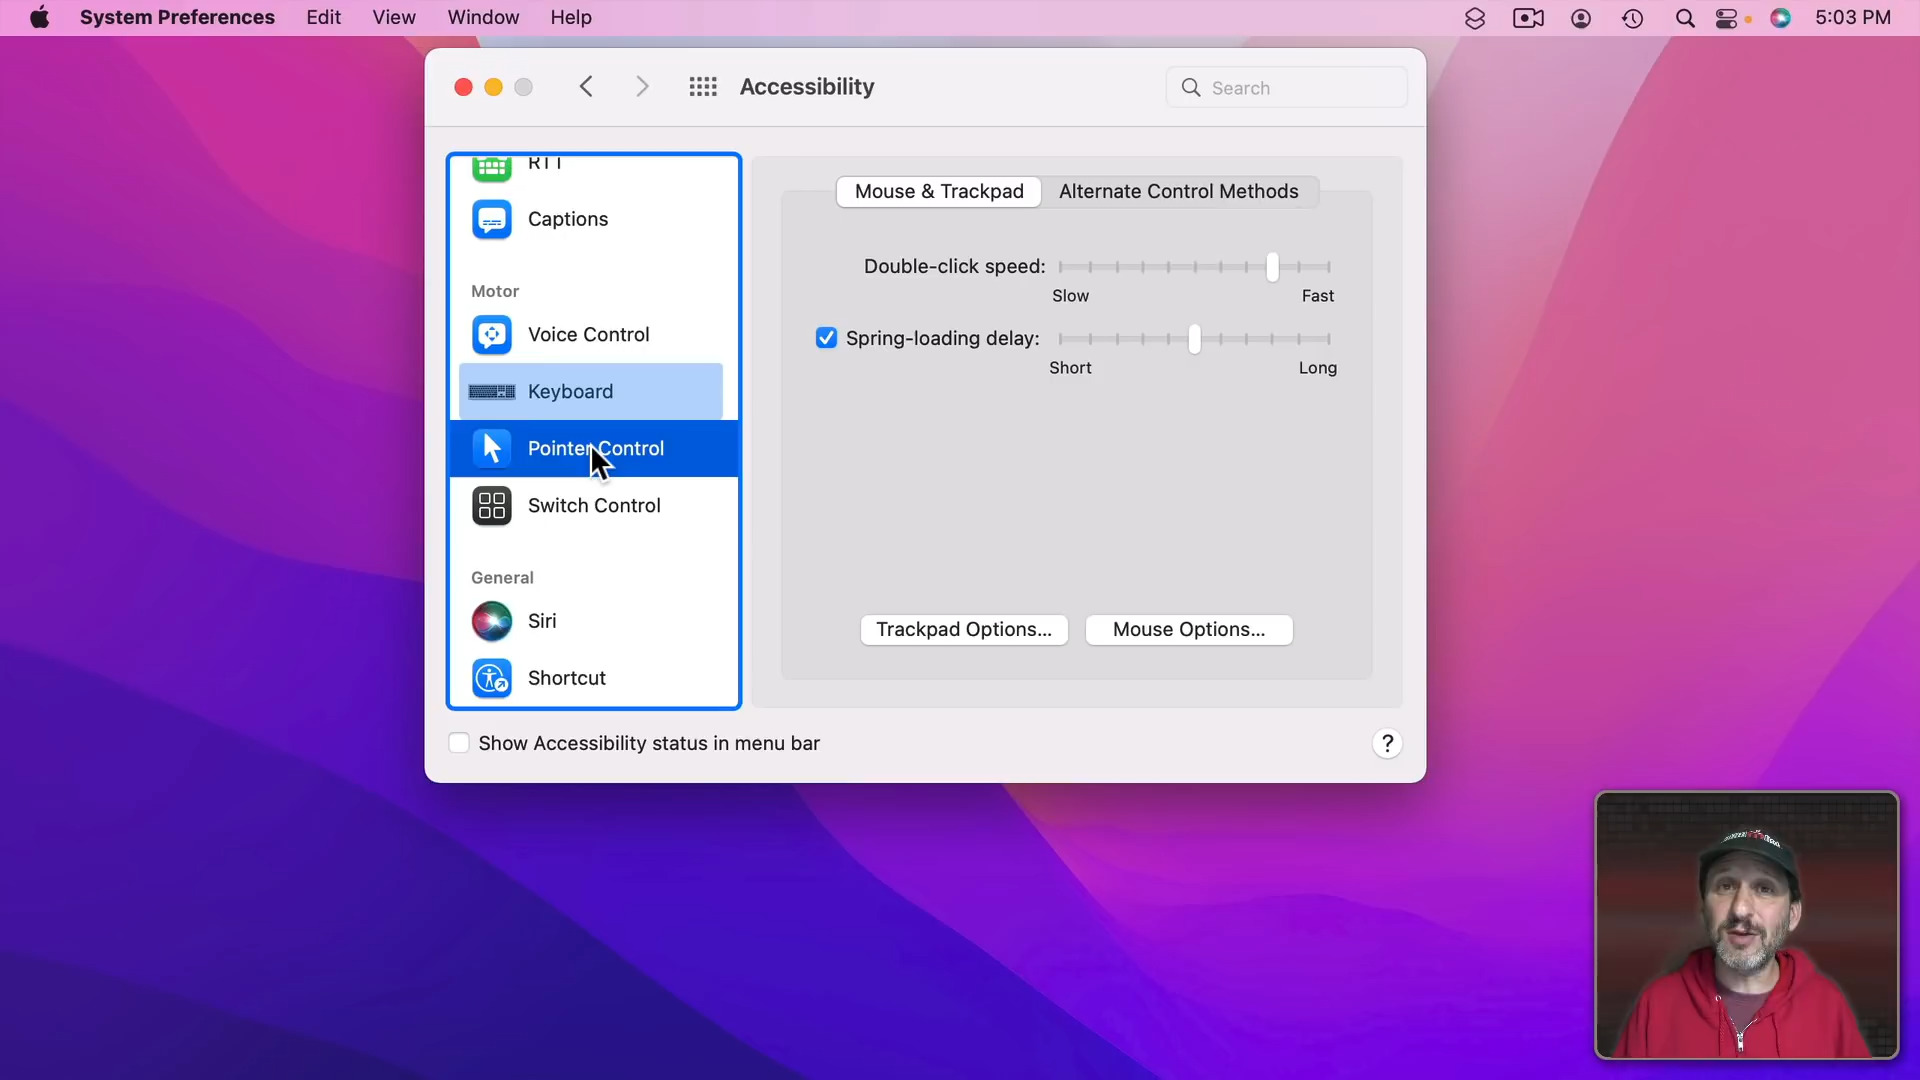 System Preferences Edit View Window Help 5:03 PM
Accessibility
Search
RTT
Captions
Motor
Voice Control
Keyboard
Pointer Control
Switch Control
General
Siri
Shortcut
Mouse & Trackpad Alternate Control Methods
Double-click speed:
Slow Fast
Spring-loading delay:
Short Long
Trackpad Options... Mouse Options...
Show Accessibility status in menu bar ?